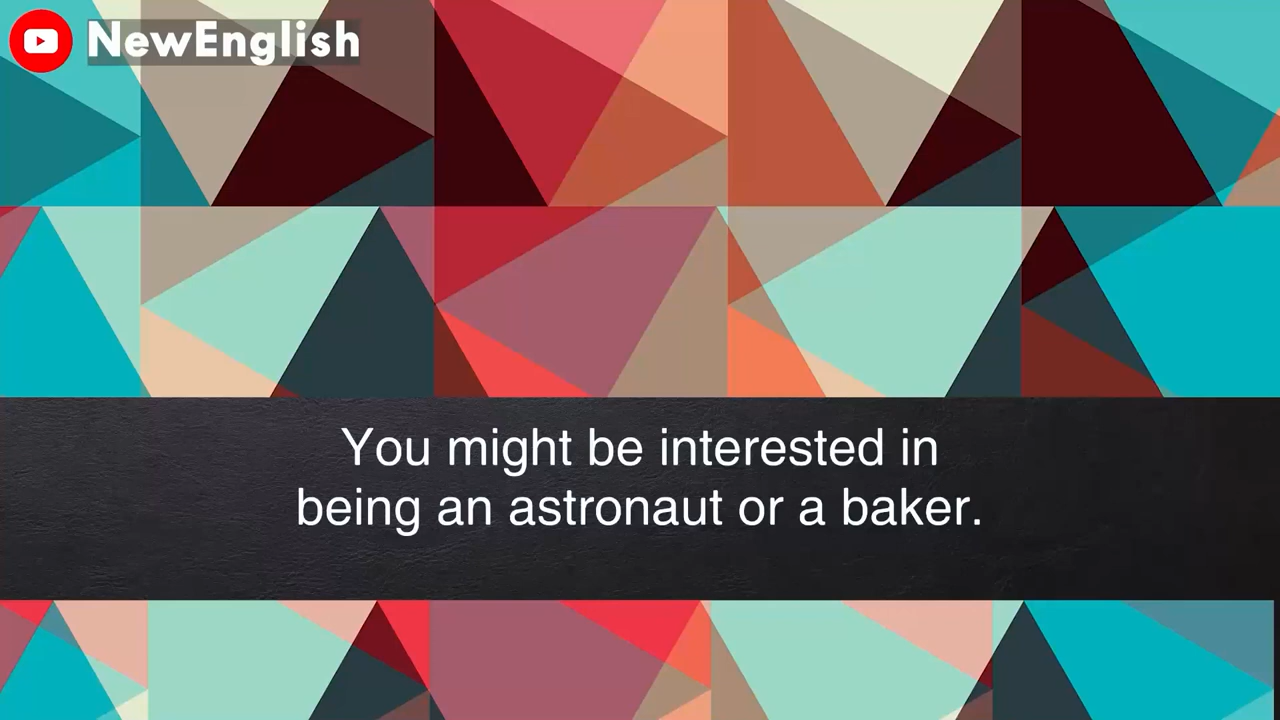 NewEnglish
You might be interested in
being an astronaut or a baker.